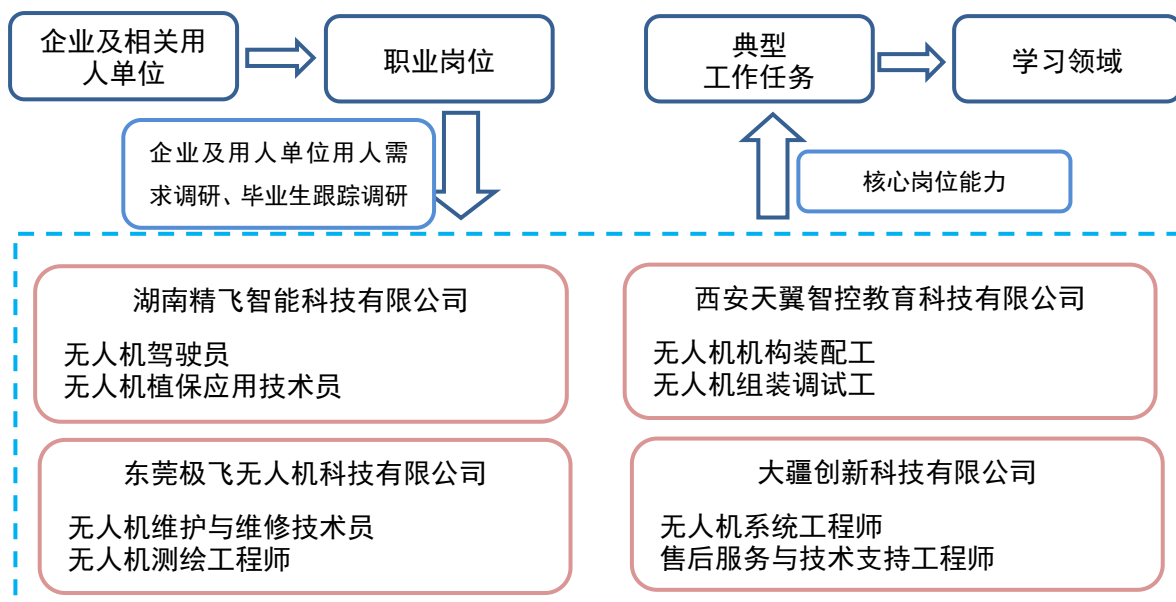 企业及相关用
人单位
职业岗位
典型
工作任务
学习领域
企业及用人单位用人需
求调研、毕业生跟踪调研
核心岗位能力
湖南精飞智能科技有限公司
无人机驾驶员
无人机植保应用技术员
西安天翼智控教育科技有限公司
无人机机构装配工
无人机组装调试工
东莞极飞无人机科技有限公司
无人机维护与维修技术员
无人机测绘工程师
大疆创新科技有限公司
无人机系统工程师
售后服务与技术支持工程师